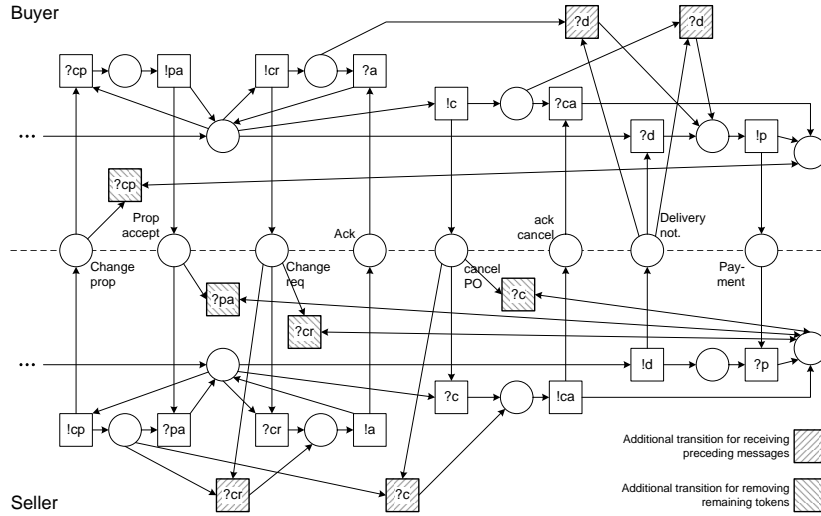 Buyer
?d
?d
?cp
!pa
!cr
?a
!c
?ca
...
?d
!p
?cp
Prop
accept
Ack
ack
cancel
Delivery
not.
Change
prop
Change
req
cancel
PO
Pay-
ment
?pa
?c
?cr
...
!d
?p
?c
!ca
!cp
?pa
?cr
!a
Additional transition for receiving
preceding messages
?cr
?c
Additional transition for removing
remaining tokens
Seller